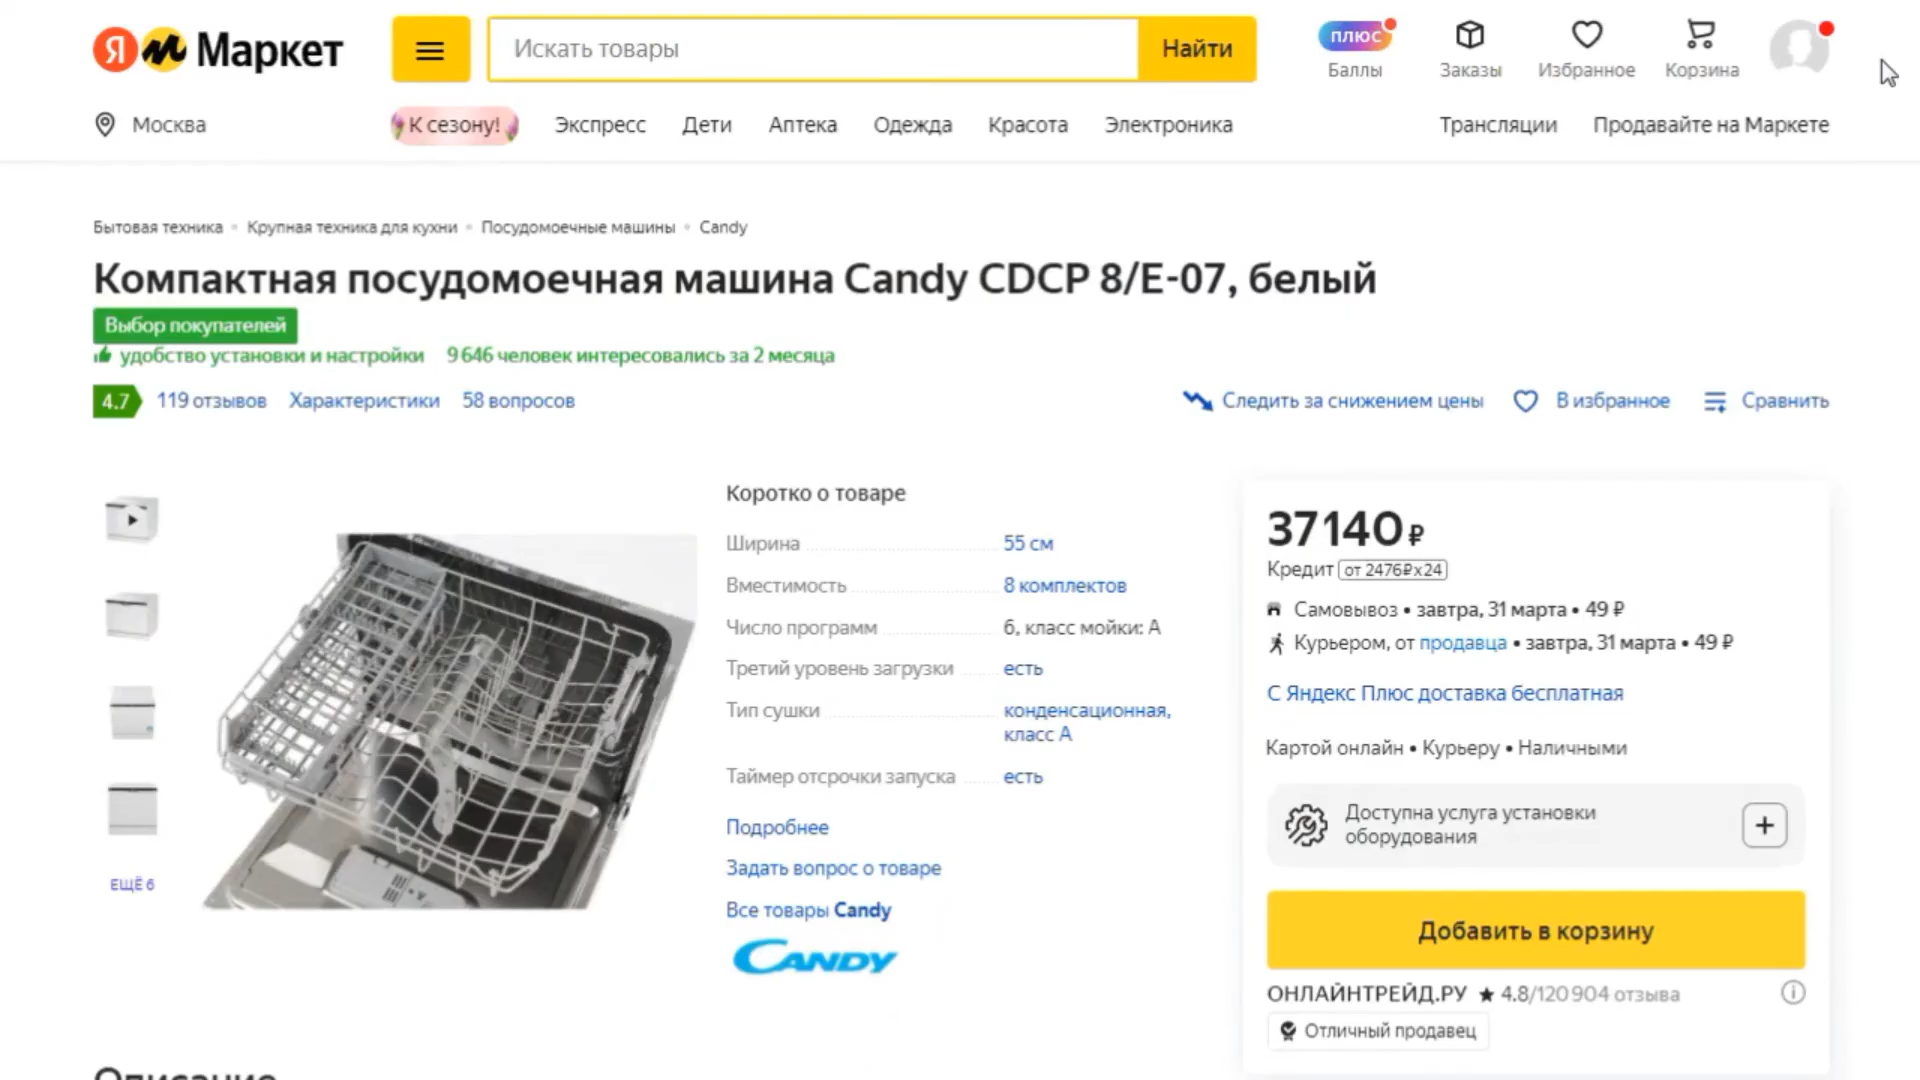 Я м Маркет
Искать товары
Найти
плюс
Баллы
Заказы
Избранное
Корзина
Москва
К сезону!
Экспресс
Дети
Аптека
Одежда
Красота
Электроника
Трансляции
Продавайте на Маркете
Бытовая техника • Крупная техника для кухни • Посудомоечные машины • Candy
Компактная посудомоечная машина Candy CDCP 8/E-07, белый
Выбор покупателей
удобство установки и настройки 9 646 человек интересовались за 2 месяца
4.7 119 отзывов Характеристики 58 вопросов
Следить за снижением цены
В избранное
Сравнить
ЕЩЁ 6
Коротко о товаре
Ширина 55 см
Вместимость 8 комплектов
Число программ 6, класс мойки: A
Третий уровень загрузки есть
Тип сушки конденсационная,
класс A
Таймер отсрочки запуска есть
Подробнее
Задать вопрос о товаре
Все товары Candy
CANDY
37 140 ₽
Кредит от 2476₽x24
Самовывоз • завтра, 31 марта • 49 ₽
Курьером, от продавца • завтра, 31 марта • 49 ₽
С Яндекс Плюс доставка бесплатная
Картой онлайн • Курьеру • Наличными
Доступна услуга установки
оборудования
Добавить в корзину
ОНЛАЙНТРЕЙД.РУ ★ 4.8/120 904 отзыва
Отличный продавец
Описание